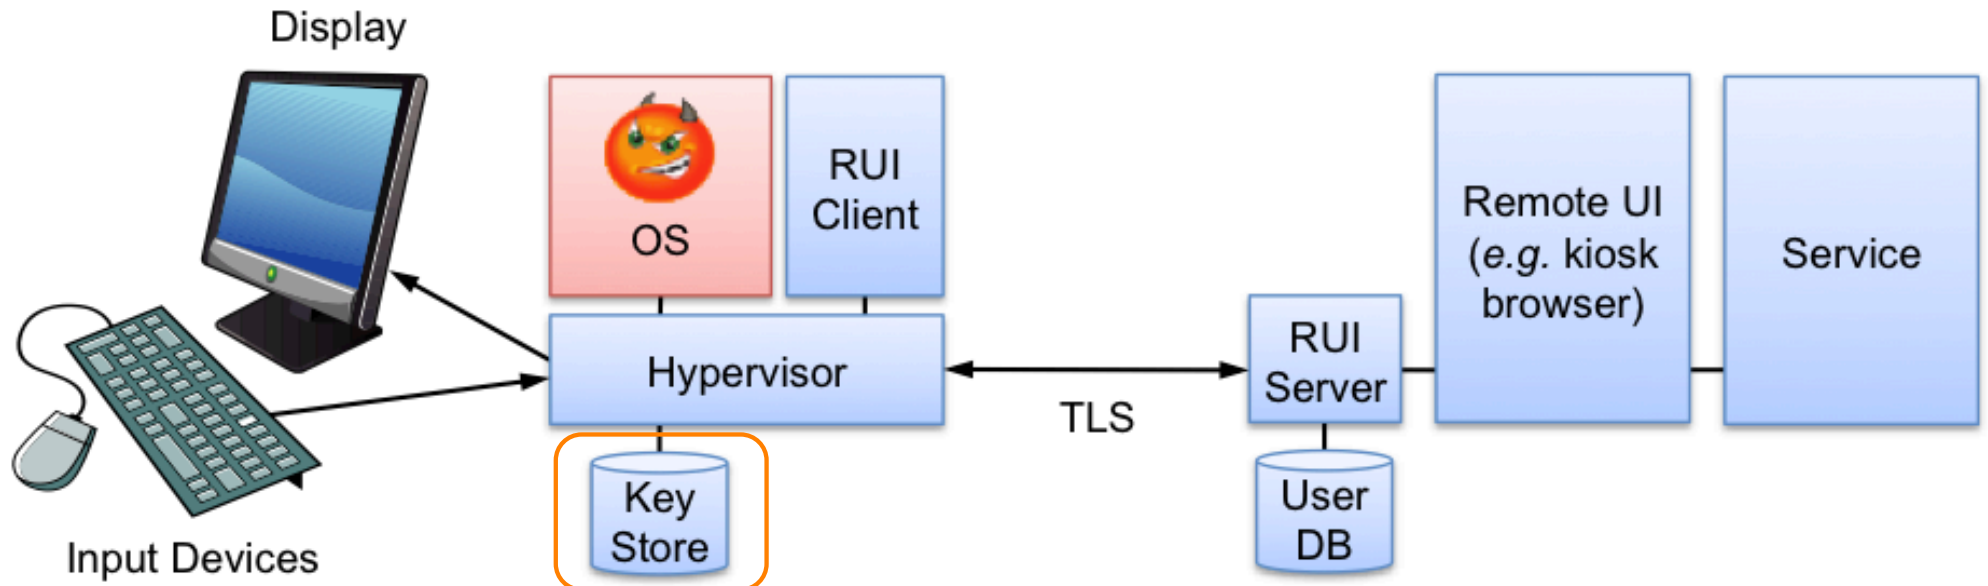 Display
OS
RUI
Client
Hypervisor
Key
Store
Input Devices
TLS
RUI
Server
User
DB
Remote UI
(e.g. kiosk
browser)
Service